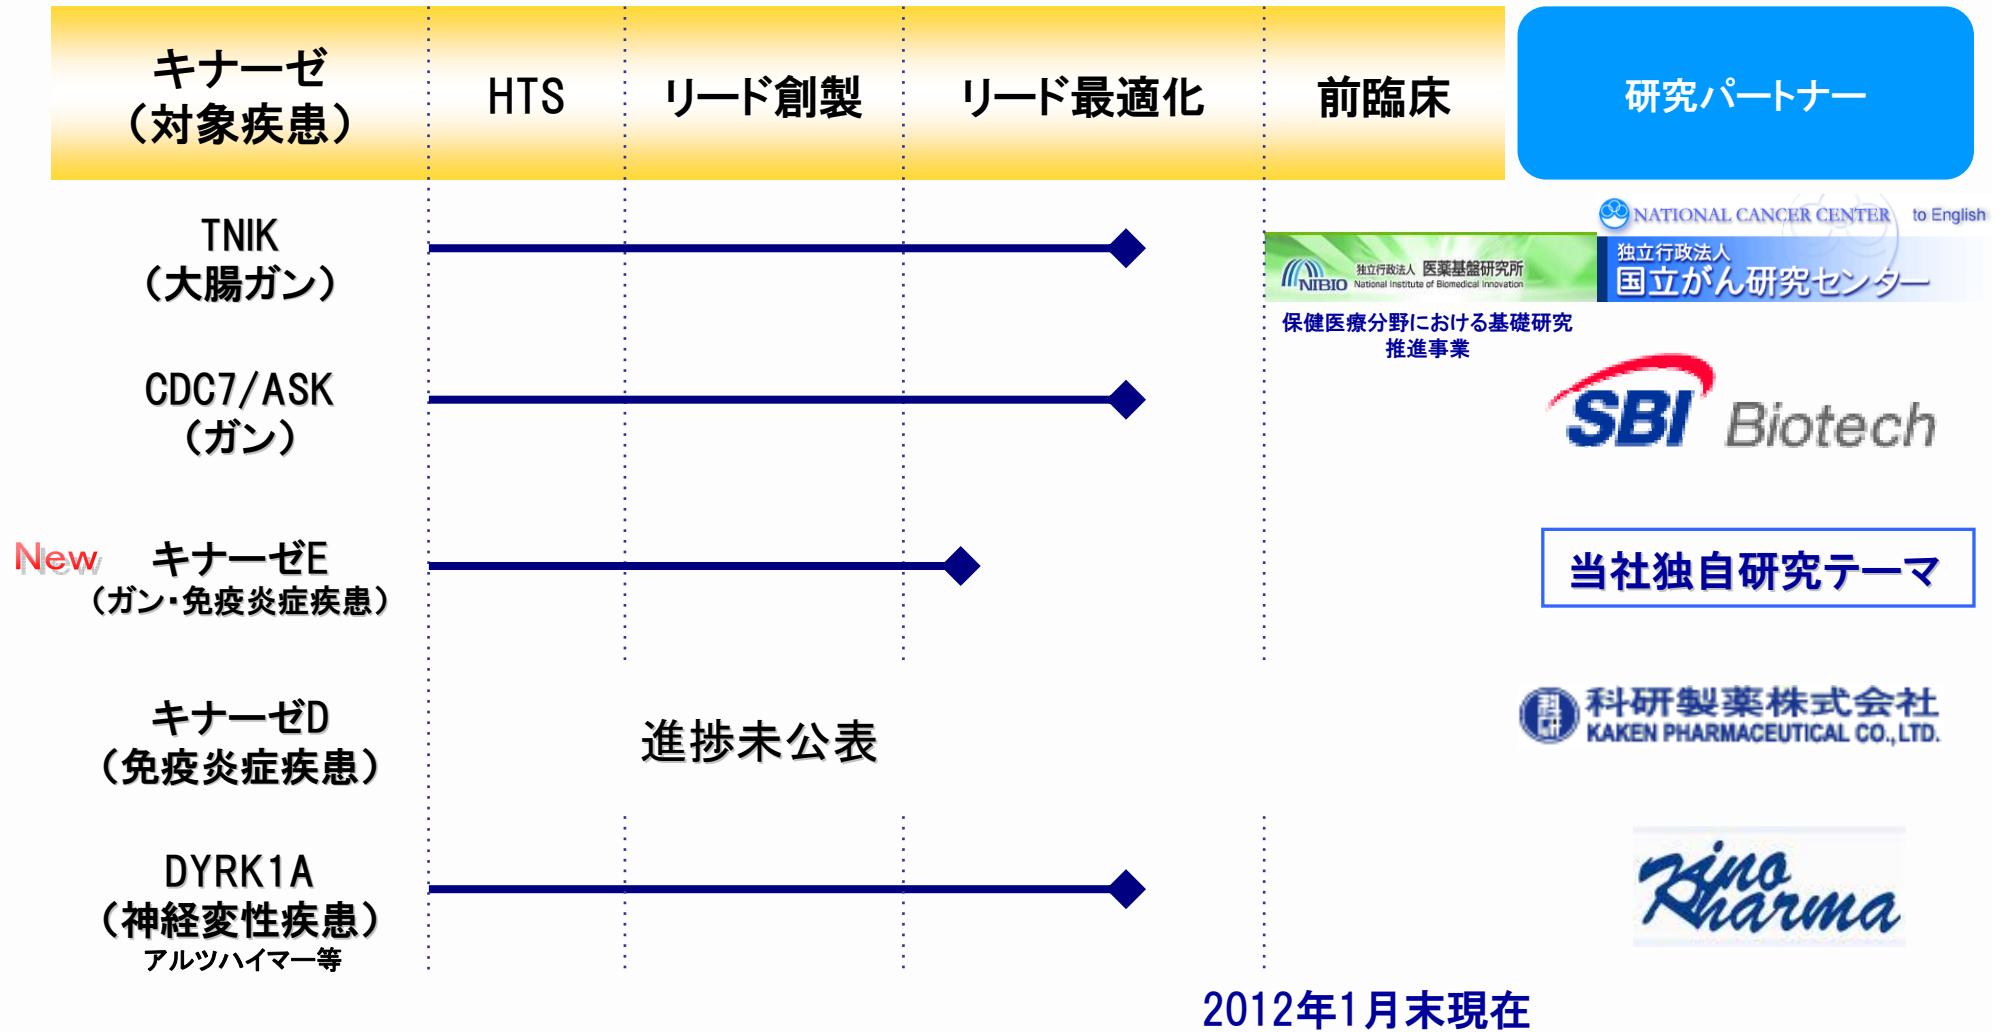 キナーゼ
（対象疾患）
HTS
リード創製
リード最適化
前臨床
研究パートナー
TNIK
（大腸ガン）
NATIONAL CANCER CENTER to English
独立行政法人
国立がん研究センター
NIBIO
独立行政法人 医薬基盤研究所
National Institute of Biomedical Innovation
保健医療分野における基礎研究
推進事業
CDC7/ASK
（ガン）
SBI Biotech
New
キナーゼE
（ガン・免疫炎症疾患）
当社独自研究テーマ
キナーゼD
（免疫炎症疾患）
進捗未公表
科研
科研製薬株式会社
KAKEN PHARMACEUTICAL CO.,LTD.
DYRK1A
（神経変性疾患）
アルツハイマー等
Kino
Pharma
2012年1月末現在